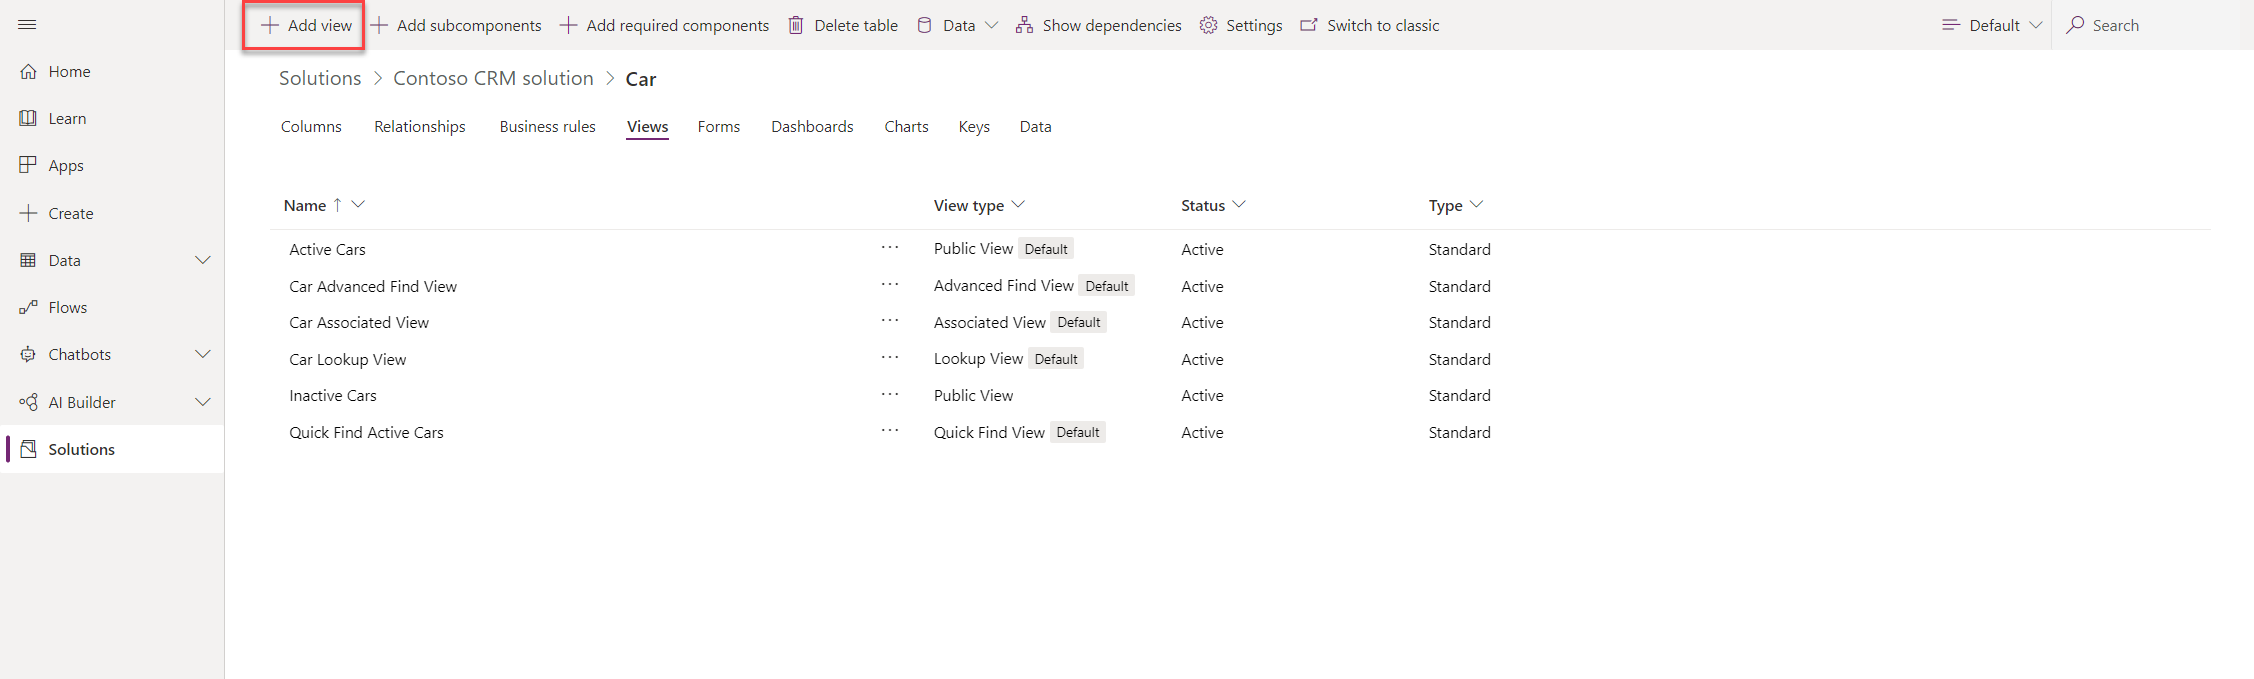 Add view Add subcomponents Add required components Delete table Data Show dependencies Settings Switch to classic Default Search
Home
Learn
Apps
Create
Data
Flows
Chatbots
AI Builder
Solutions
Solutions > Contoso CRM solution > Car
Columns Relationships Business rules Views Forms Dashboards Charts Keys Data
Name ↑ View type Status Type
Active Cars ··· Public View Default Active Standard
Car Advanced Find View ··· Advanced Find View Default Active Standard
Car Associated View ··· Associated View Default Active Standard
Car Lookup View ··· Lookup View Default Active Standard
Inactive Cars ··· Public View Active Standard
Quick Find Active Cars ··· Quick Find View Default Active Standard